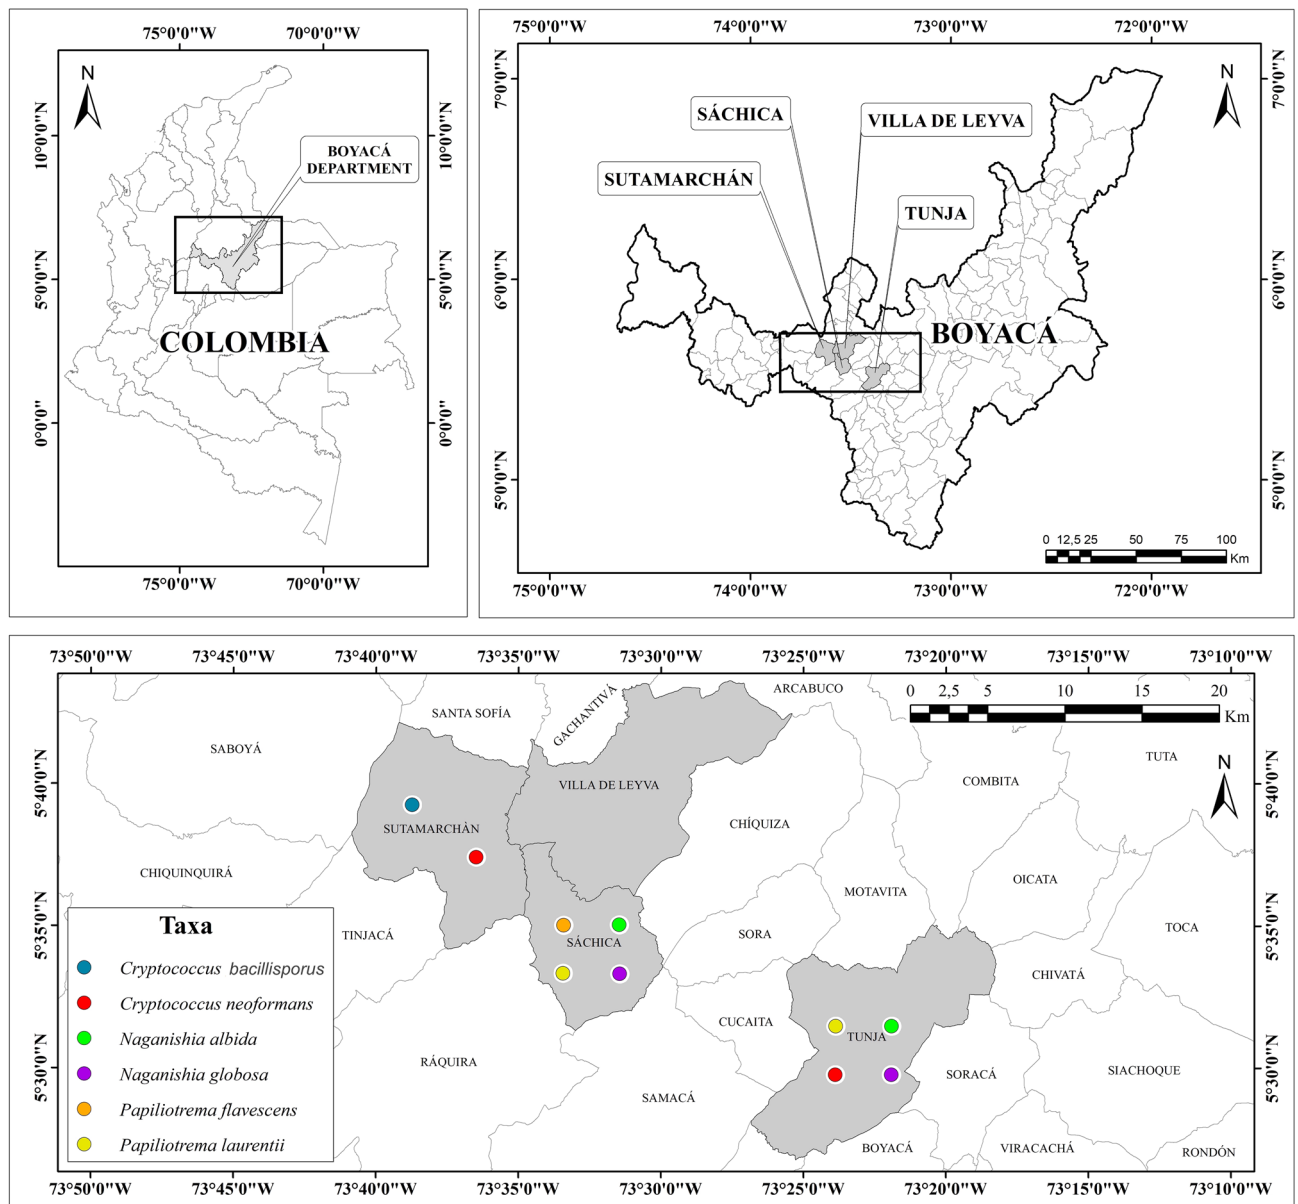 75°0'0"W 70°0'0"W
N
10°0'0"N 10°0'0"N
BOYACÁ
DEPARTMENT
5°0'0"N 5°0'0"N
COLOMBIA
0°0'0" 0°0'0"
75°0'0"W 70°0'0"W
75°0'0"W 74°0'0"W 73°0'0"W 72°0'0"W
7°0'0"N 7°0'0"N
N
SÁCHICA
VILLA DE LEYVA
SUTAMARCHÁN
TUNJA
6°0'0"N 6°0'0"N
BOYACÁ
5°0'0"N 5°0'0"N
0 12,5 25 50 75 100
Km
75°0'0"W 74°0'0"W 73°0'0"W 72°0'0"W
73°50'0"W 73°45'0"W 73°40'0"W 73°35'0"W 73°30'0"W 73°25'0"W 73°20'0"W 73°15'0"W 73°10'0"W
ARCABUCO
0 2,5 5 10 15 20
Km
SANTA SOFÍA
GACHANTIVÁ
SABOYÁ
TUTA
N
5°40'0"N 5°40'0"N
VILLA DE LEYVA
COMBITA
SUTAMARCHÀN
CHÍQUIZA
CHIQUINQUIRÁ
MOTAVITA
OICATA
5°35'0"N 5°35'0"N
TINJACÁ
SÁCHICA
SORA
TOCA
CHIVATÁ
CUCAITA
TUNJA
RÁQUIRA
SORACÁ
SIACHOQUE
5°30'0"N 5°30'0"N
SAMACÁ
BOYACÁ
VIRACACHÁ
RONDÓN
Taxa
Cryptococcus bacillisporus
Cryptococcus neoformans
Naganishia albida
Naganishia globosa
Papiliotrema flavescens
Papiliotrema laurentii
73°50'0"W 73°45'0"W 73°40'0"W 73°35'0"W 73°30'0"W 73°25'0"W 73°20'0"W 73°15'0"W 73°10'0"W